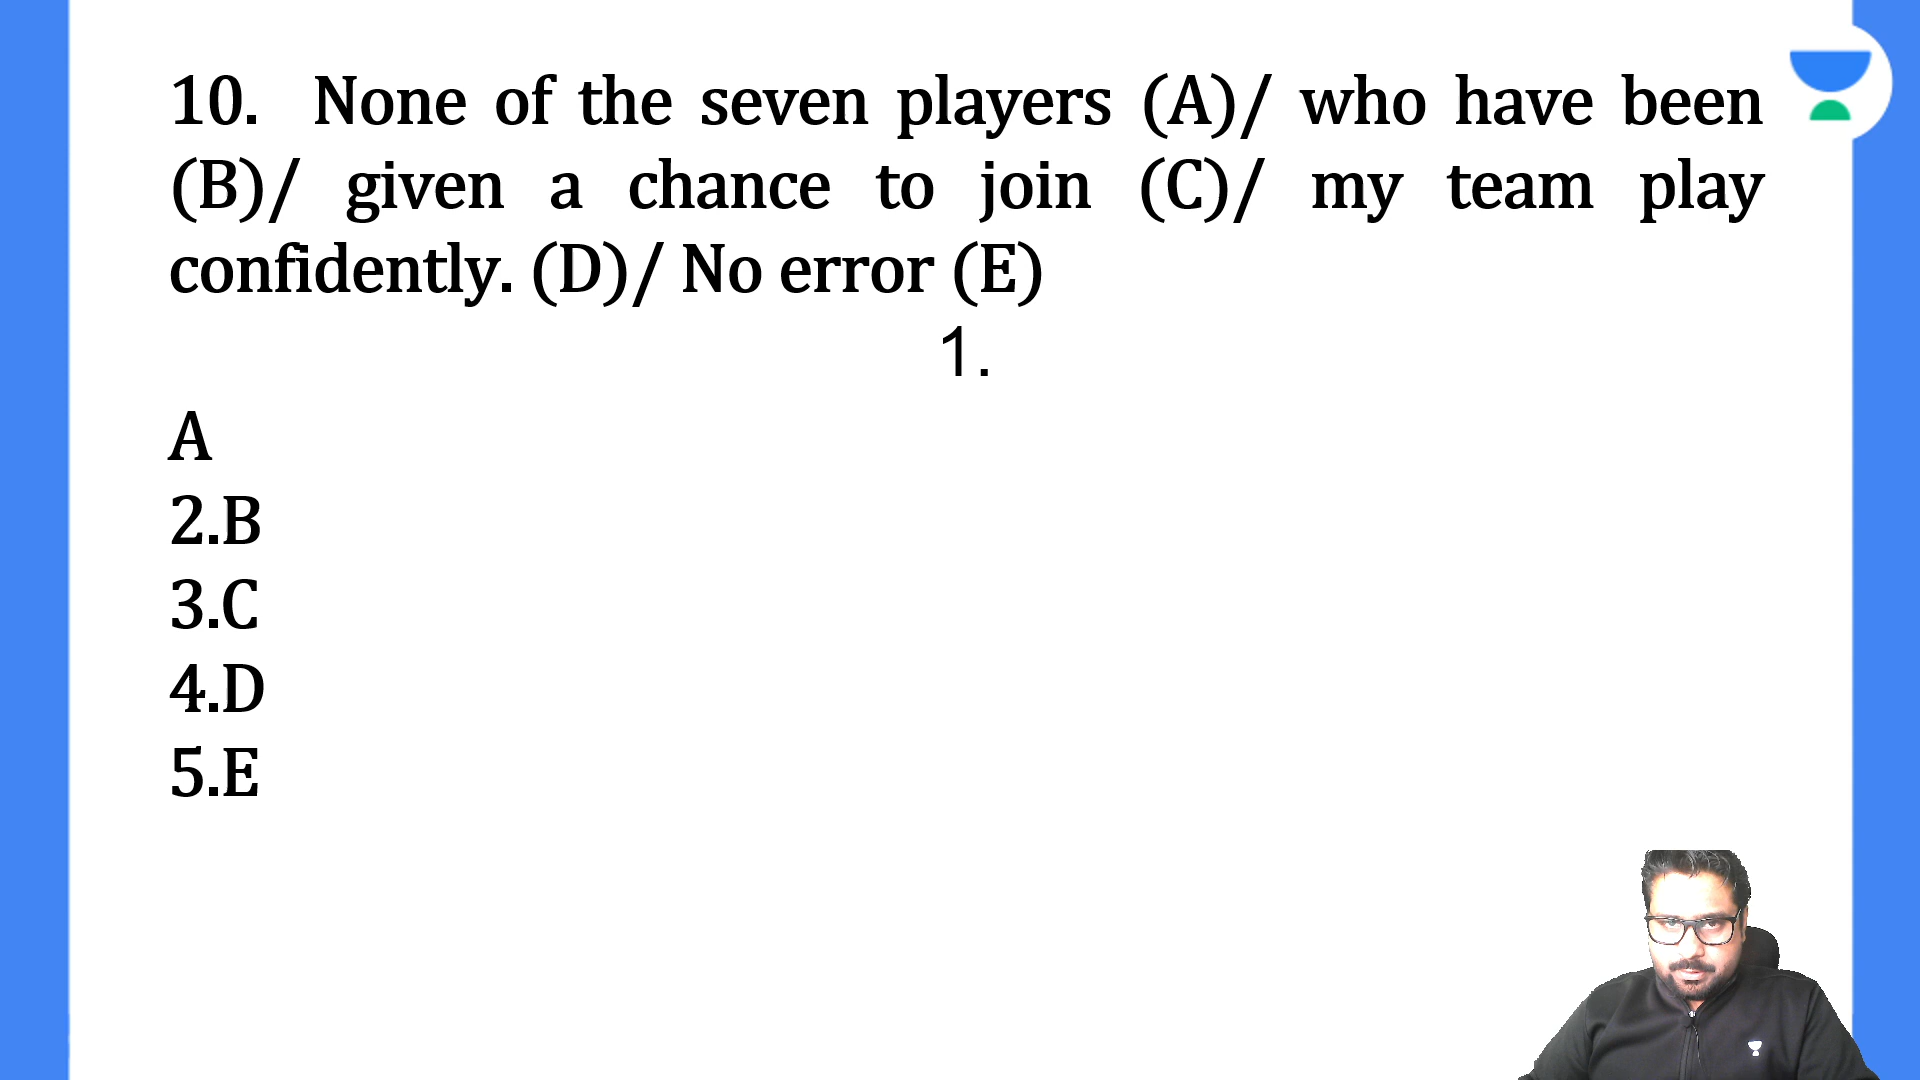 10. None of the seven players (A)/ who have been
(B)/ given a chance to join (C)/ my team play
confidently. (D)/ No error (E)
1.
A
2.B
3.C
4.D
5.E